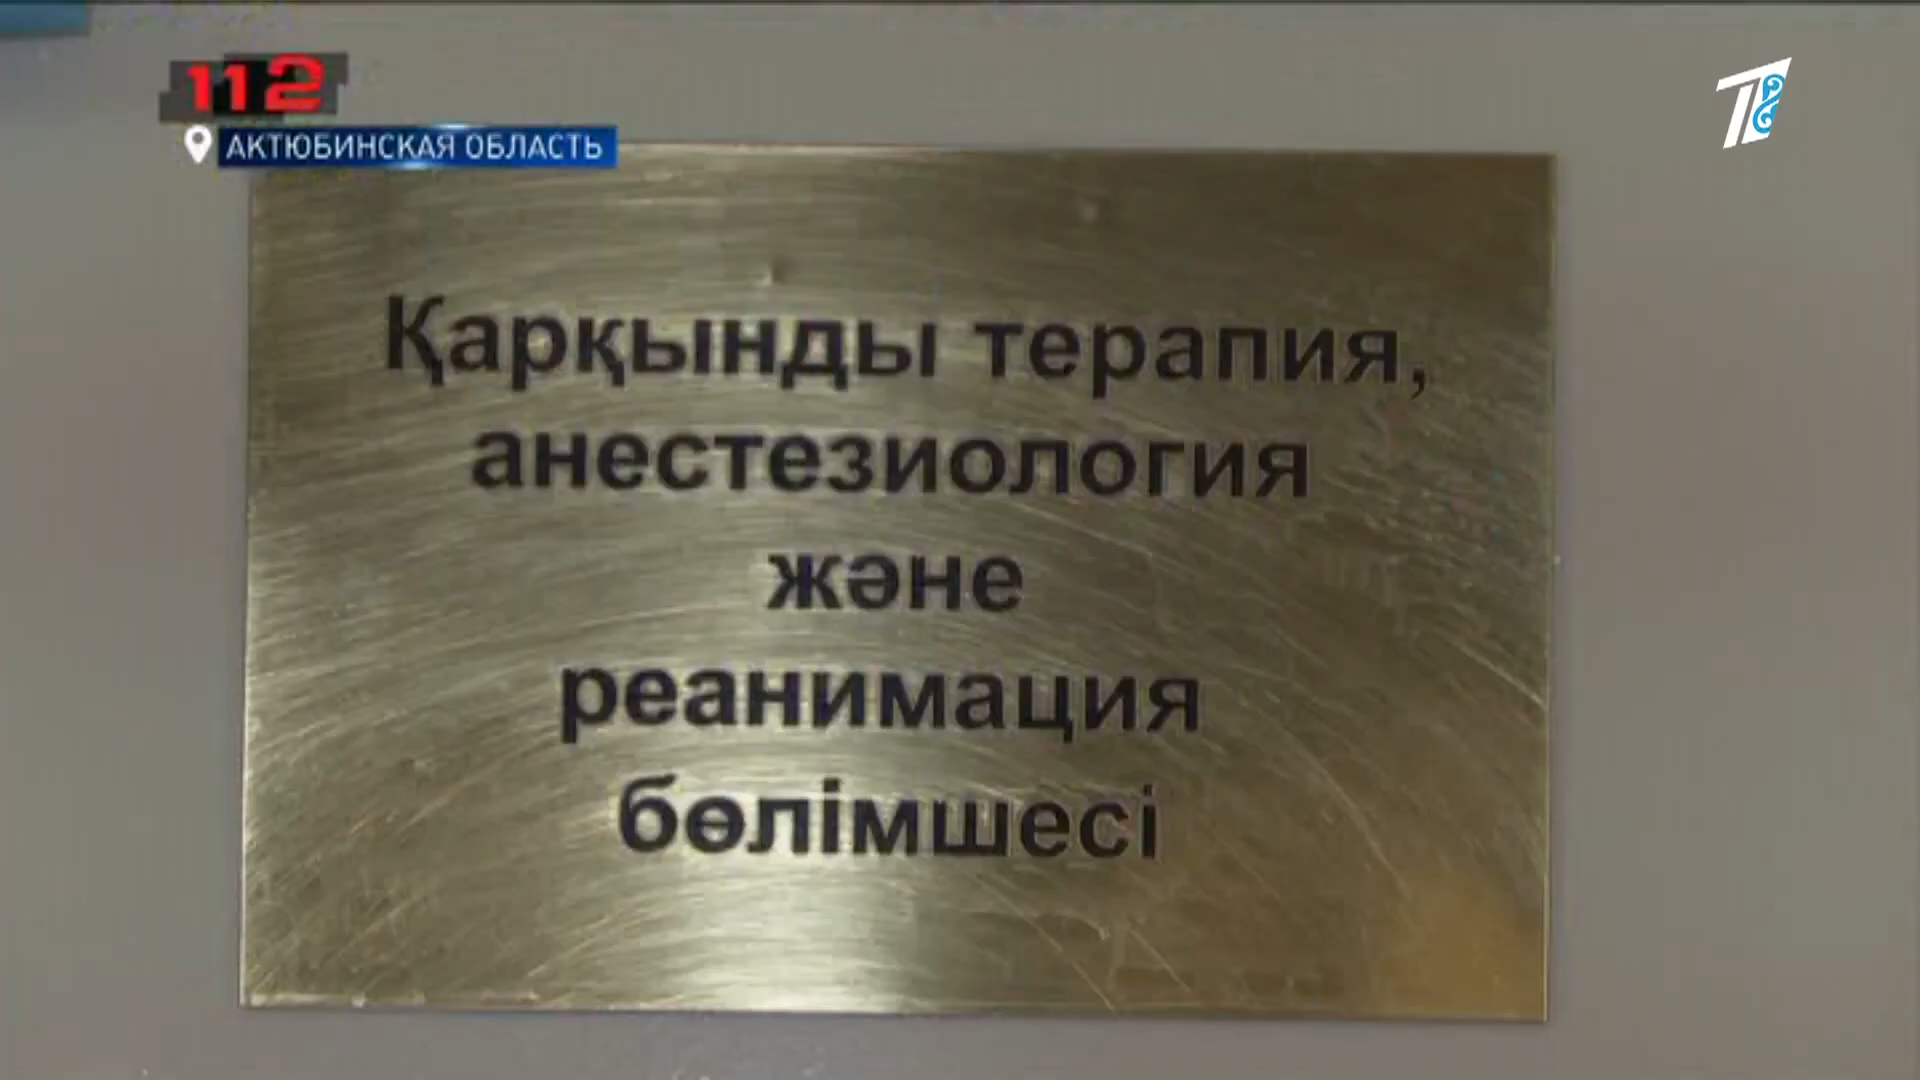 112
АКТЮБИНСКАЯ ОБЛАСТЬ
Қарқынды терапия,
анестезиология
және
реанимация
бөлімшесі